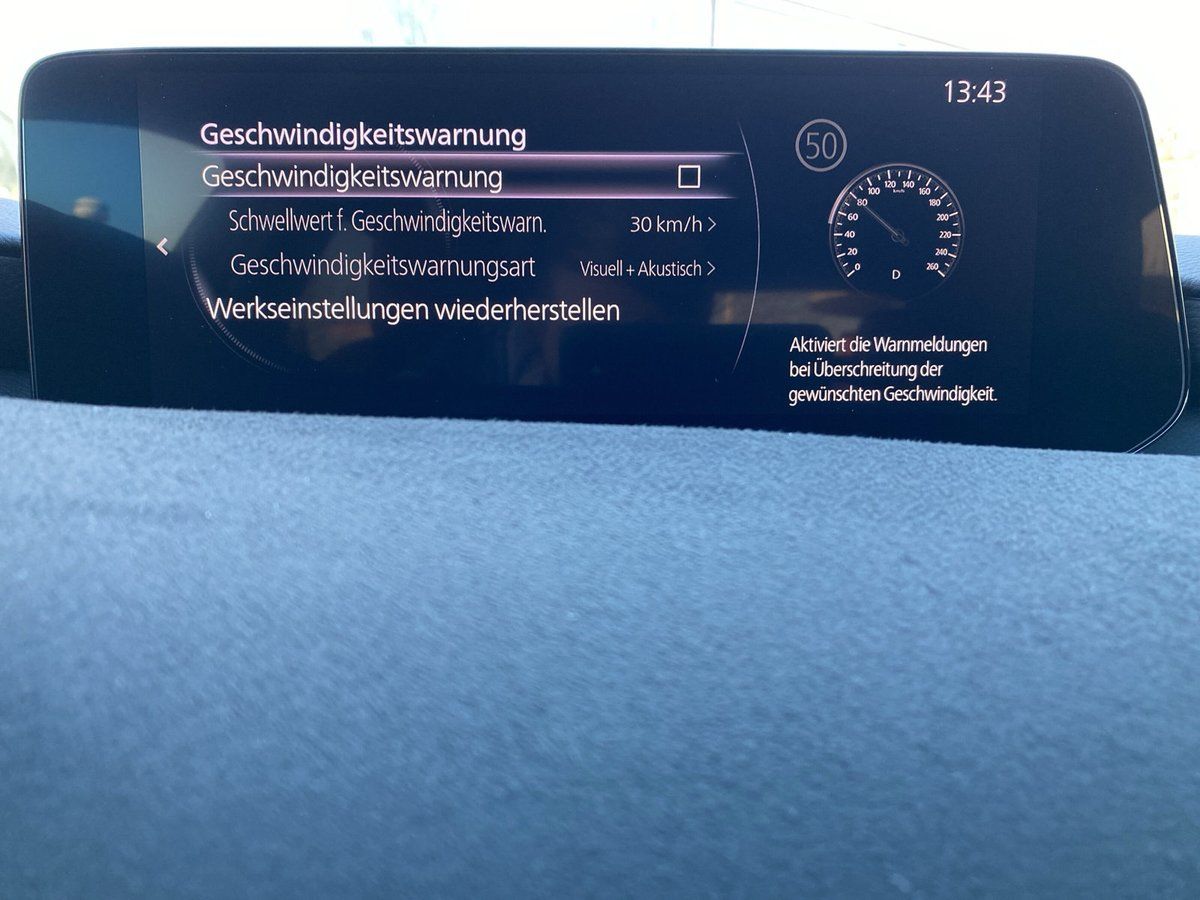 13:43
Geschwindigkeitswarnung
Geschwindigkeitswarnung
Schwellwert f. Geschwindigkeitswarn. 30 km/h >
Geschwindigkeitswarnungsart Visuell + Akustisch >
Werkseinstellungen wiederherstellen
<
50
0 20 40 60 80 100 120 140 160 180 200 220 240 260
km/h
D
Aktiviert die Warnmeldungen
bei Überschreitung der
gewünschten Geschwindigkeit.